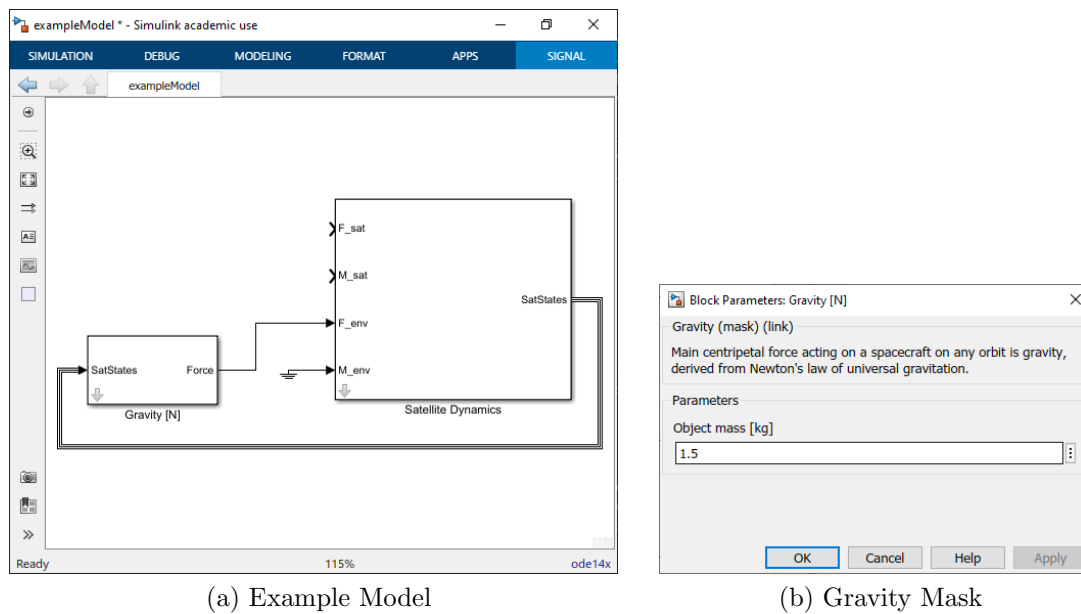 exampleModel * - Simulink academic use
SIMULATION DEBUG MODELING FORMAT APPS SIGNAL
exampleModel
F_sat
M_sat
SatStates
F_env
SatStates Force
M_env
Gravity [N]
Satellite Dynamics
Ready 115% ode14x
(a) Example Model
Block Parameters: Gravity [N]
Gravity (mask) (link)
Main centripetal force acting on a spacecraft on any orbit is gravity,
derived from Newton's law of universal gravitation.
Parameters
Object mass [kg]
1.5
OK Cancel Help Apply
(b) Gravity Mask